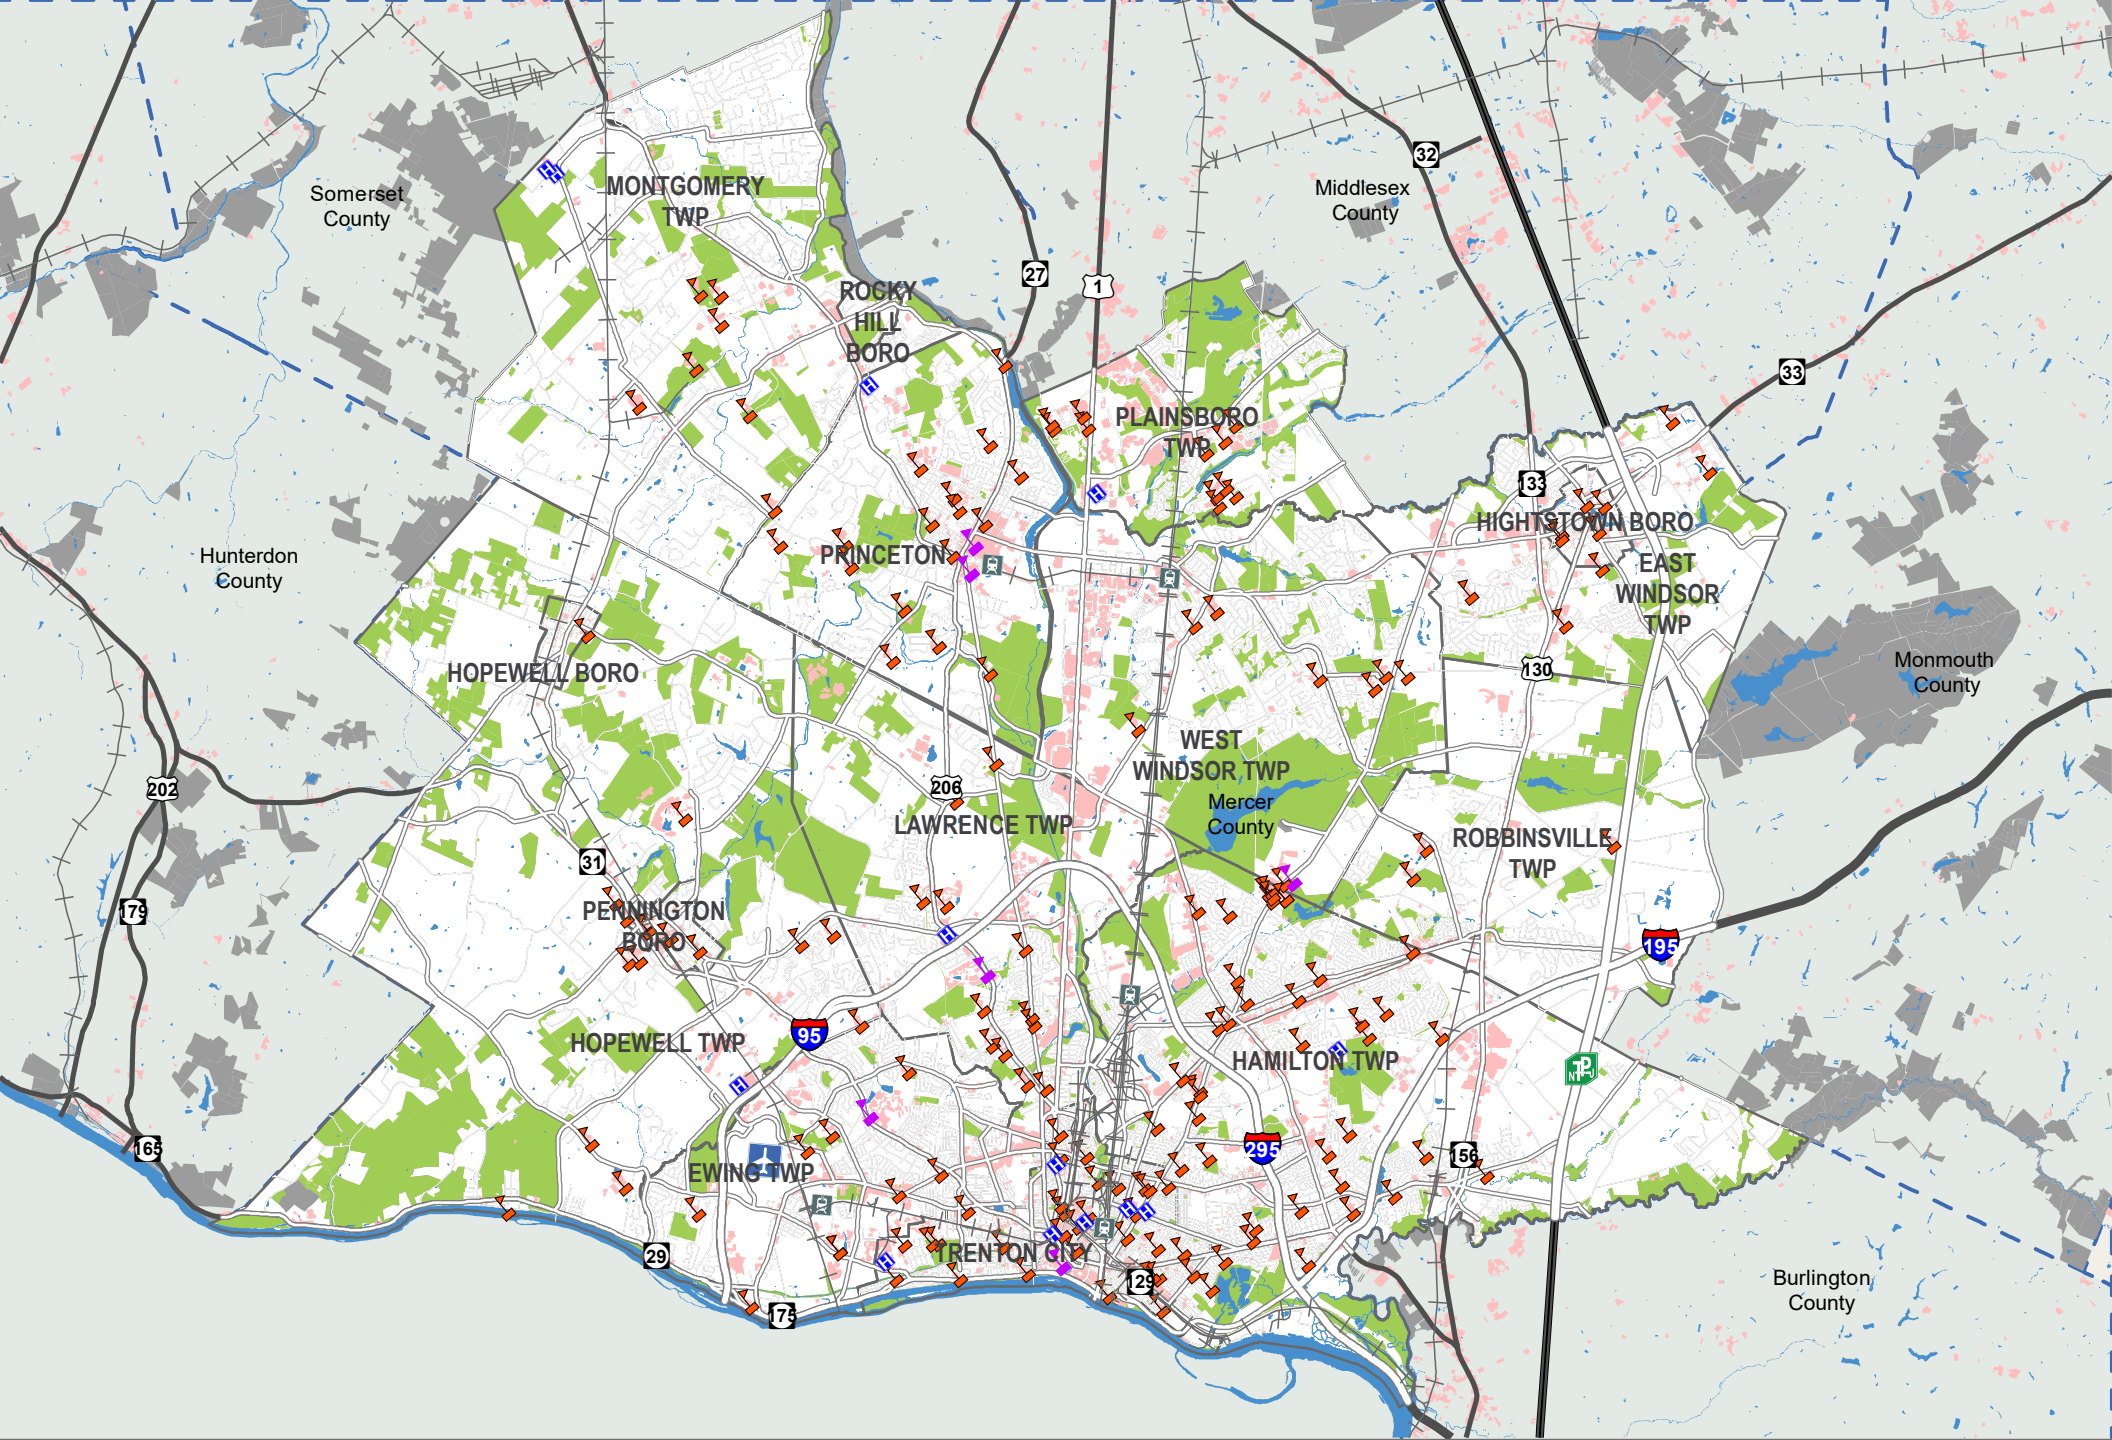 32
Somerset
County
MONTGOMERY
TWP
Middlesex
County
27
1
ROCKY
HILL
BORO
33
PLAINSBORO
TWP
133
HIGHTSTOWN BORO
Hunterdon
County
PRINCETON
EAST
WINDSOR
TWP
HOPEWELL BORO
130
Monmouth
County
WEST
WINDSOR TWP
202
206
Mercer
County
LAWRENCE TWP
ROBBINSVILLE
TWP
31
179
PENNINGTON
BORO
195
95
HOPEWELL TWP
HAMILTON TWP
NTPJ
165
295
156
EWING TWP
29
TRENTON CITY
129
175
Burlington
County
H
H
H
H
H
H
H
H
H
H
H
H
H